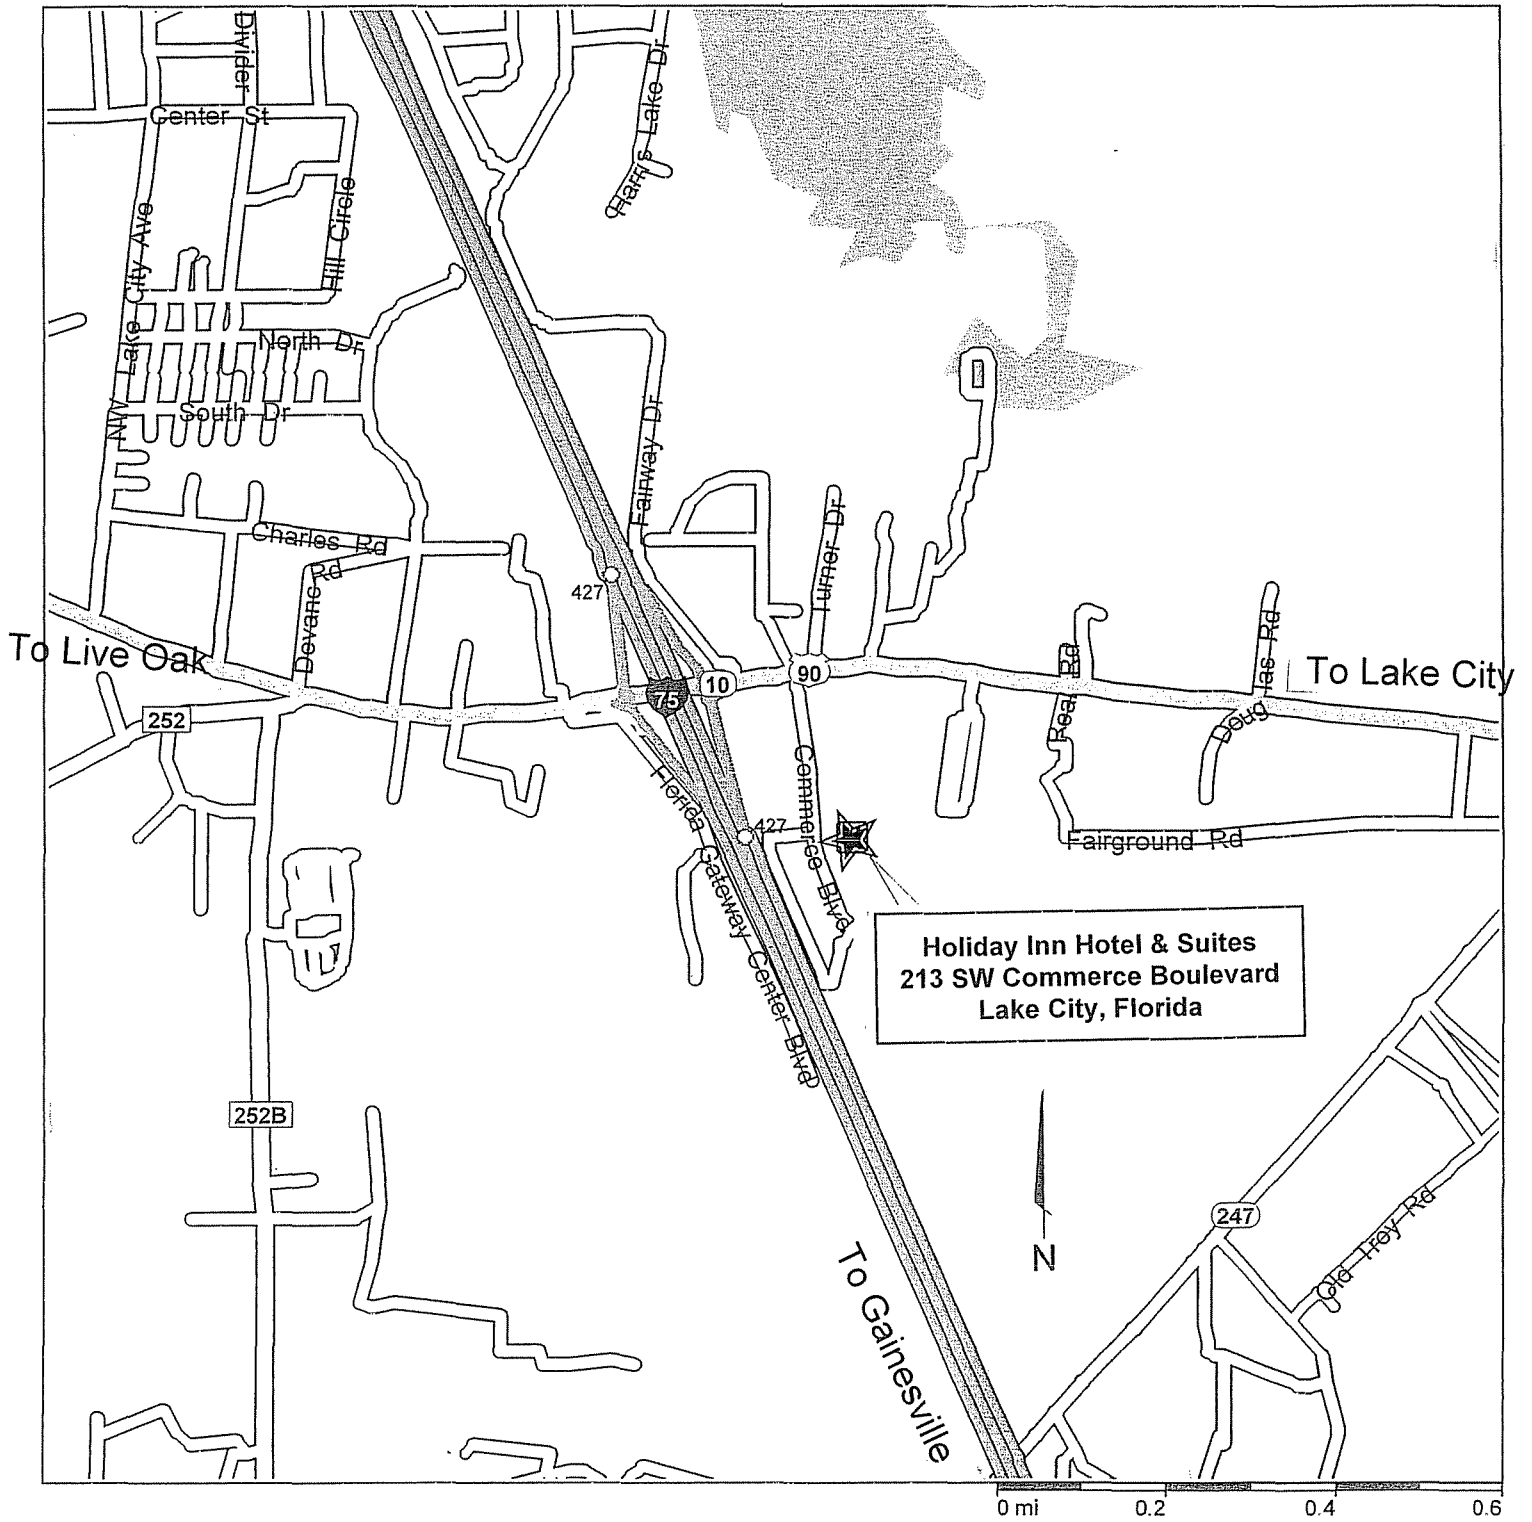 Divider
Center St
Harris Lake Dr
NW Lake City Ave
Hill Circle
North Dr
South Dr
Fairway Dr
Charles Rd
Devane Rd
427
Turner Dr
To Live Oak
252
75
10
90
Real Rd
Douglas Rd
To Lake City
Florida Gateway Center Blvd
427
Commerce Blvd
Fairground Rd
Holiday Inn Hotel & Suites
213 SW Commerce Boulevard
Lake City, Florida
252B
N
247
Old Troy Rd
To Gainesville
0 mi 0.2 0.4 0.6